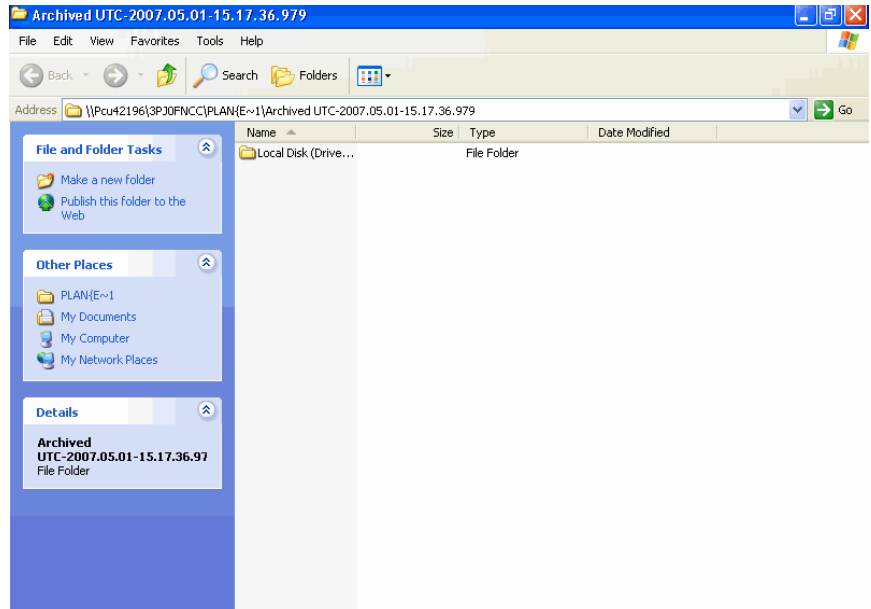 Archived UTC-2007.05.01-15.17.36.979
File Edit View Favorites Tools Help
Back Search Folders
Address \\Pcu42196\3PJ0FNCC\PLAN{E~1\Archived UTC-2007.05.01-15.17.36.979 Go
Name Size Type Date Modified
Local Disk (Drive... File Folder
File and Folder Tasks
Make a new folder
Publish this folder to the
Web
Other Places
PLAN{E~1
My Documents
My Computer
My Network Places
Details
Archived
UTC-2007.05.01-15.17.36.97
File Folder